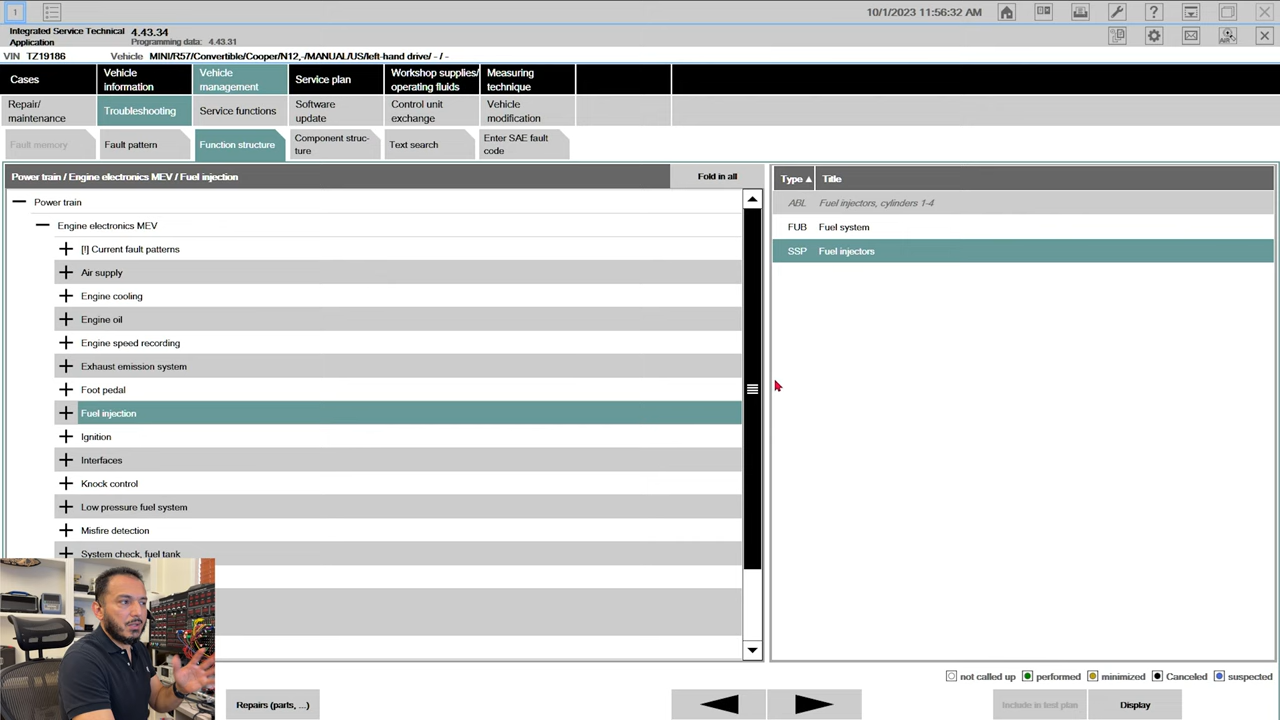 1
10/1/2023 11:56:32 AM
?
Integrated Service Technical Application 4.43.34
Programming data: 4.43.31
VIN TZ19186 Vehicle MINI/R57/Convertible/Cooper/N12,-/MANUAL/US/left-hand drive/ - / -
Cases
Vehicle information
Vehicle management
Service plan
Workshop supplies/ operating fluids
Measuring technique
Repair/ maintenance
Troubleshooting
Service functions
Software update
Control unit exchange
Vehicle modification
Fault memory
Fault pattern
Function structure
Component struc- ture
Text search
Enter SAE fault code
Power train / Engine electronics MEV / Fuel injection
Fold in all
Power train
Engine electronics MEV
[!] Current fault patterns
Air supply
Engine cooling
Engine oil
Engine speed recording
Exhaust emission system
Foot pedal
Fuel injection
Ignition
Interfaces
Knock control
Low pressure fuel system
Misfire detection
System check, fuel tank
Type ▲ Title
ABL Fuel injectors, cylinders 1-4
FUB Fuel system
SSP Fuel injectors
not called up performed minimized Canceled suspected
Repairs (parts, ...)
Include in test plan
Display